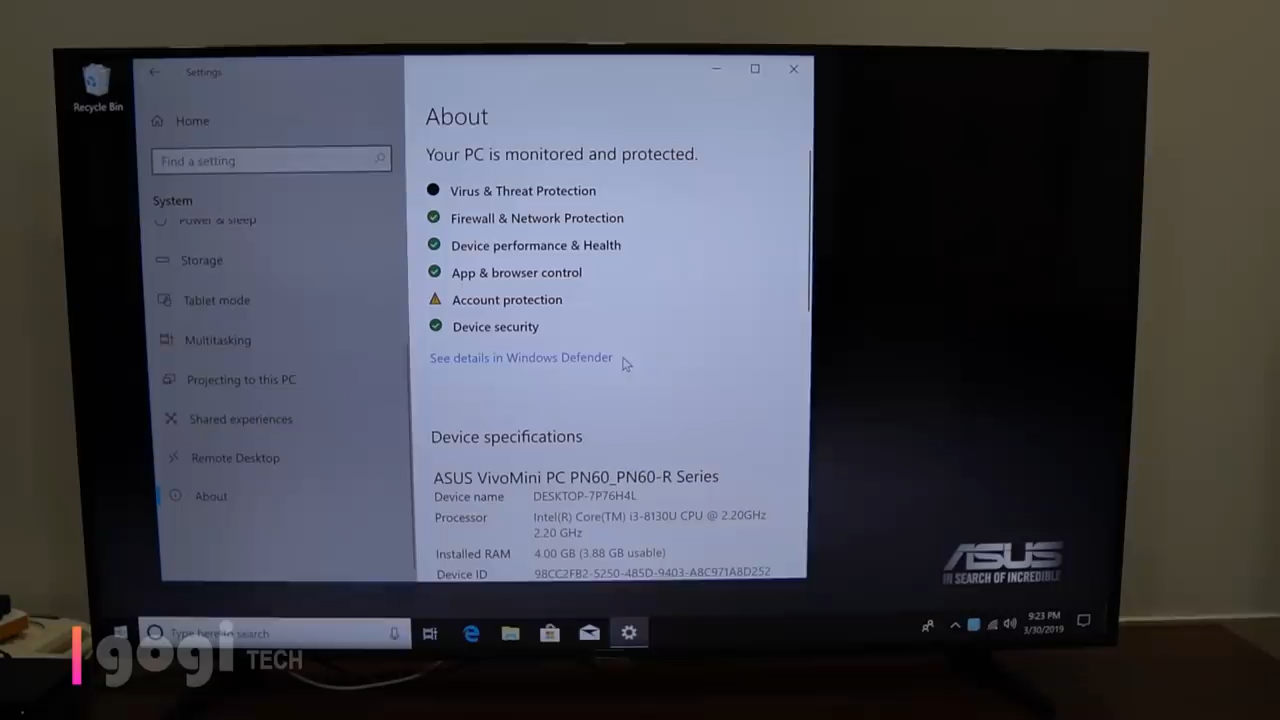 Recycle Bin
Settings
Home
Find a setting
System
Power & sleep
Storage
Tablet mode
Multitasking
Projecting to this PC
Shared experiences
Remote Desktop
About
About
Your PC is monitored and protected.
Virus & Threat Protection
Firewall & Network Protection
Device performance & Health
App & browser control
Account protection
Device security
See details in Windows Defender
Device specifications
ASUS VivoMini PC PN60_PN60-R Series
Device name DESKTOP-7P76H4L
Processor Intel(R) Core(TM) i3-8130U CPU @ 2.20GHz
2.20 GHz
Installed RAM 4.00 GB (3.88 GB usable)
Device ID 98CC2FB2-5250-485D-9403-A8C971A8D252
ASUS
IN SEARCH OF INCREDIBLE
Type here to search
9:23 PM
3/30/2019
gogi TECH